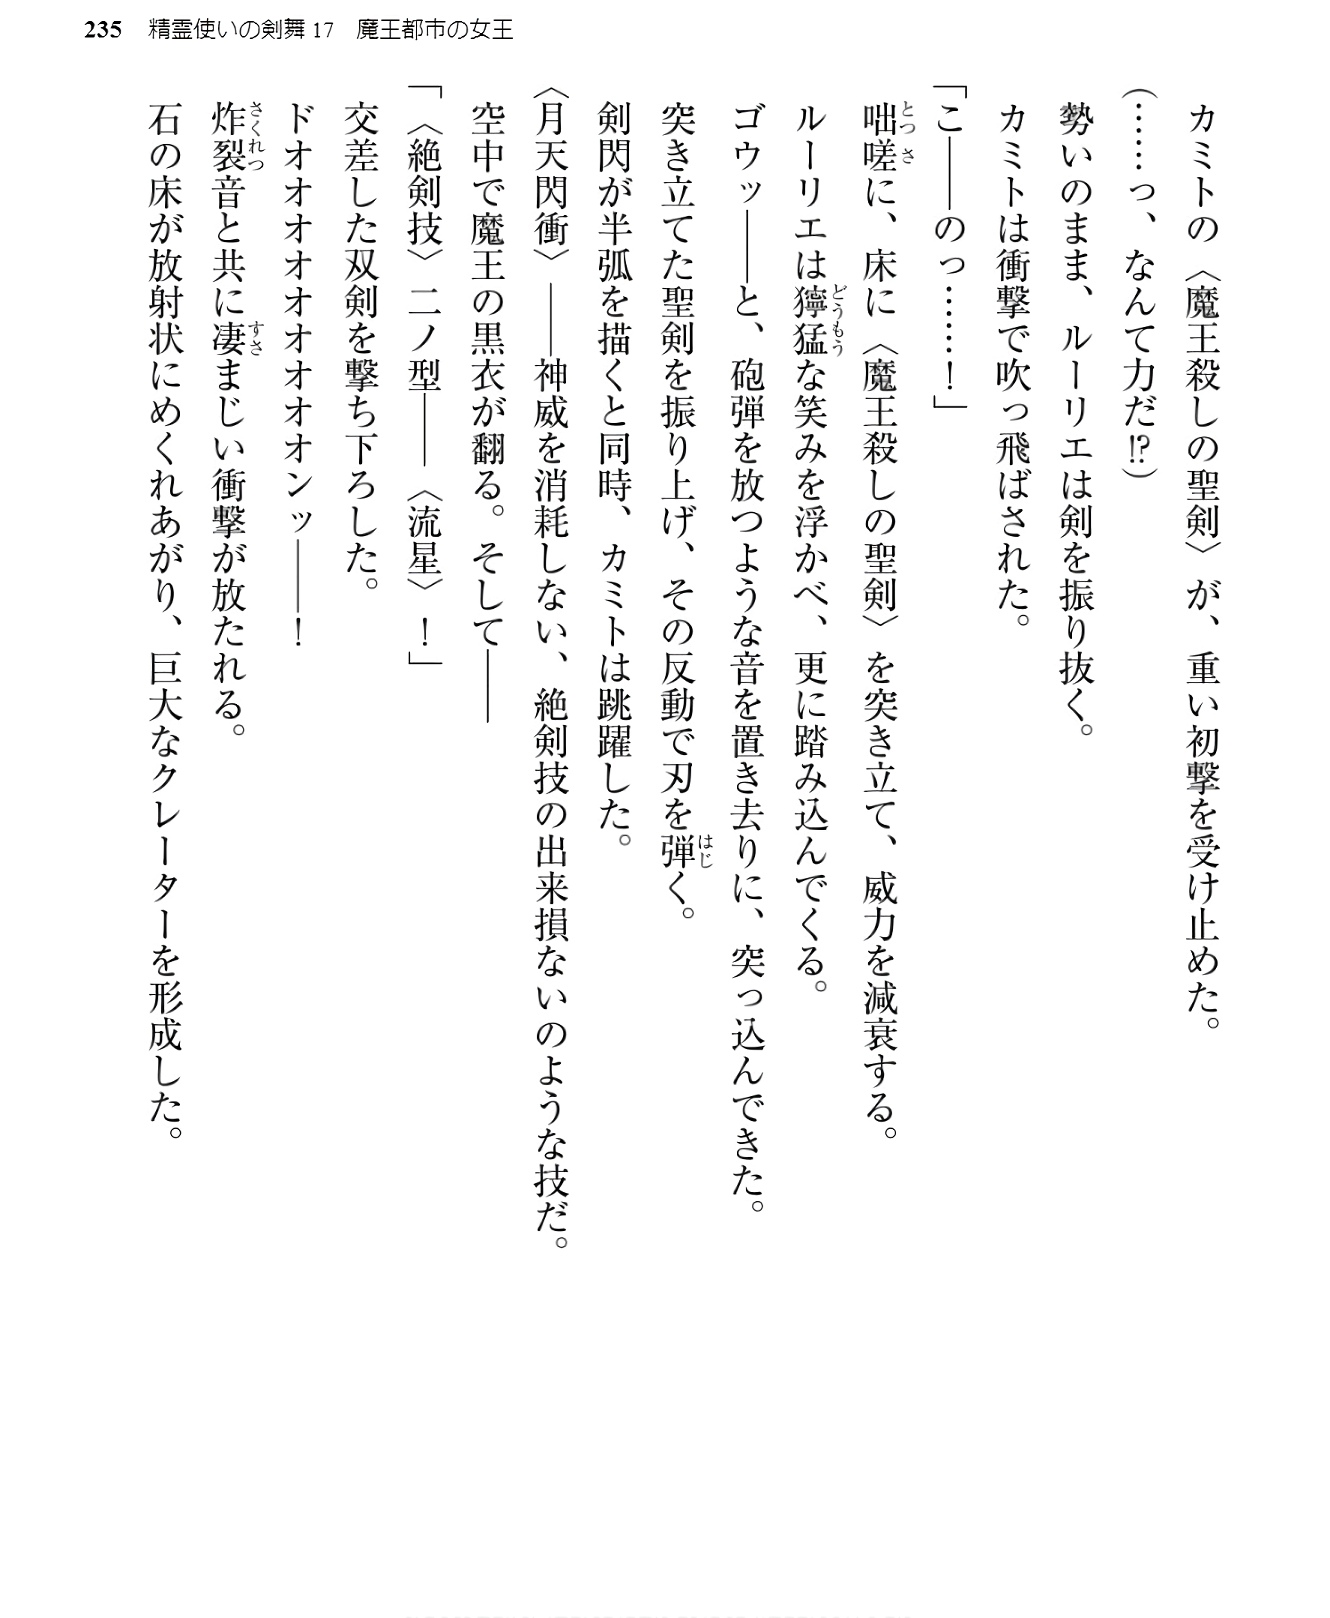 235 精霊使いの剣舞17 魔王都市の女王
カミトの〈魔王殺しの聖剣〉が、重い初撃を受け止めた。
(……っ、なんて力だ!?)
勢いのまま、ルーリエは剣を振り抜く。
カミトは衝撃で吹っ飛ばされた。
「こ――のっ……!」
咄嗟に、床に〈魔王殺しの聖剣〉を突き立て、威力を減衰する。
ルーリエは獰猛な笑みを浮かべ、更に踏み込んでくる。
ゴウッ――と、砲弾を放つような音を置き去りに、突っ込んできた。
突き立てた聖剣を振り上げ、その反動で刃を弾く。
剣閃が半弧を描くと同時、カミトは跳躍した。
〈月天閃衝〉――神威を消耗しない、絶剣技の出来損ないのような技だ。
空中で魔王の黒衣が翻る。そして――
「〈絶剣技〉二ノ型――〈流星〉!」
交差した双剣を撃ち下ろした。
ドオオオオオオオオオンッ――!
炸裂音と共に凄まじい衝撃が放たれる。
石の床が放射状にめくれあがり、巨大なクレーターを形成した。